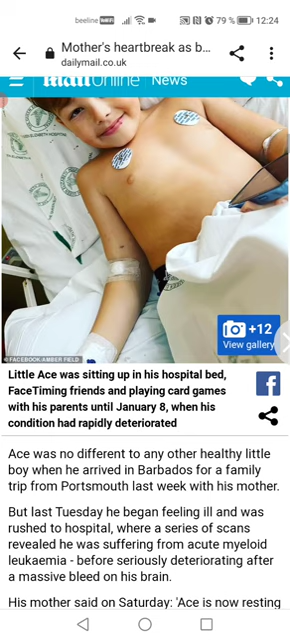 beeline 79 % 12:24
Mother's heartbreak as b...
dailymail.co.uk
Mail Online News
+12
View gallery
© FACEBOOK/AMBER FIELD
Little Ace was sitting up in his hospital bed,
FaceTiming friends and playing card games
with his parents until January 8, when his
condition had rapidly deteriorated
Ace was no different to any other healthy little
boy when he arrived in Barbados for a family
trip from Portsmouth last week with his mother.
But last Tuesday he began feeling ill and was
rushed to hospital, where a series of scans
revealed he was suffering from acute myeloid
leukaemia - before seriously deteriorating after
a massive bleed on his brain.
His mother said on Saturday: 'Ace is now resting